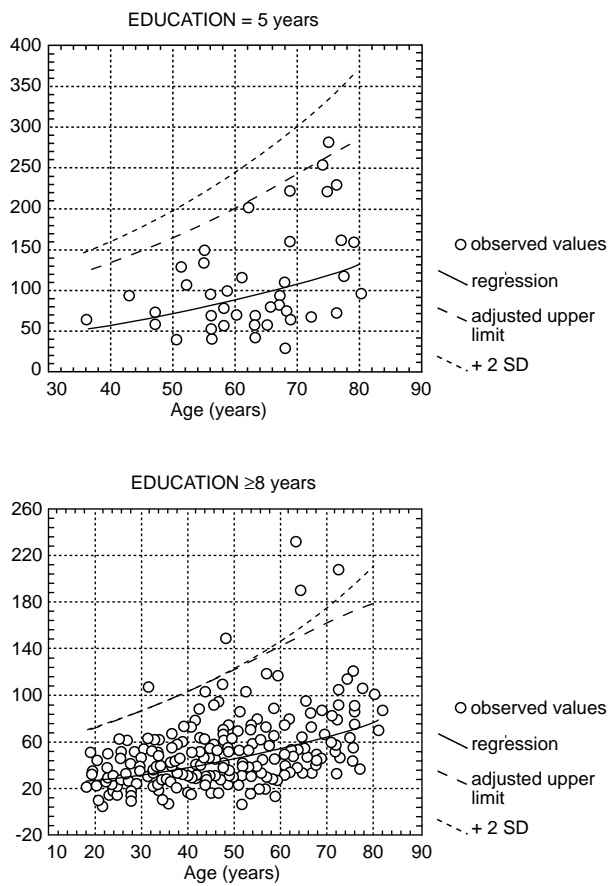 EDUCATION = 5 years
400
350
300
250
200
150
100
50
0
30 40 50 60 70 80 90
Age (years)
observed values
regression
adjusted upper
limit
+ 2 SD
EDUCATION ≥8 years
260
220
180
140
100
60
20
-20
10 20 30 40 50 60 70 80 90
Age (years)
observed values
regression
adjusted upper
limit
+ 2 SD